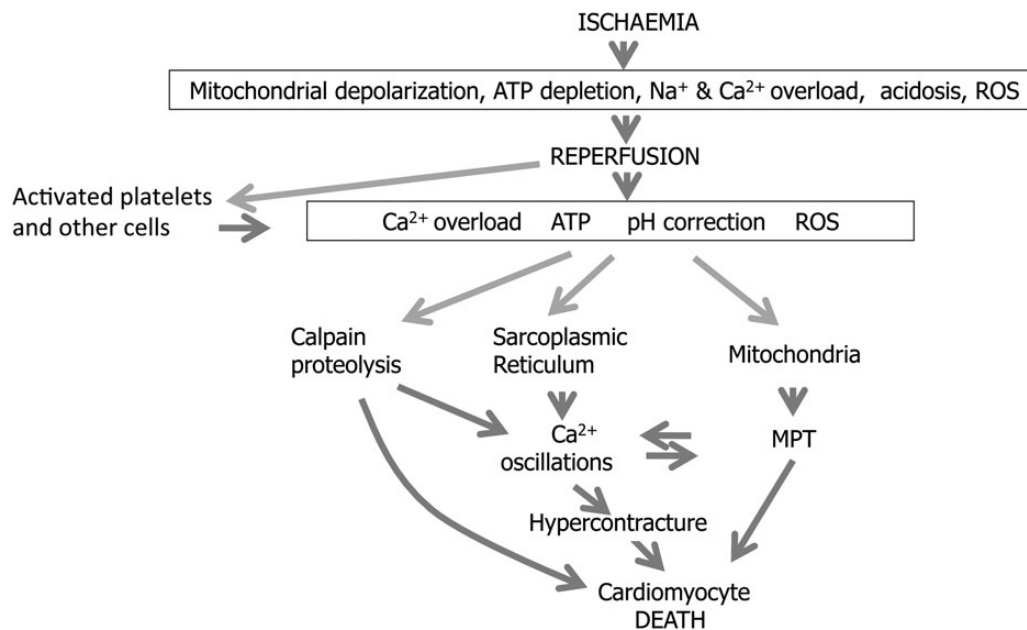 ISCHAEMIA
Mitochondrial depolarization, ATP depletion, Na⁺ & Ca²⁺ overload, acidosis, ROS
REPERFUSION
Activated platelets
and other cells
Ca²⁺ overload ATP pH correction ROS
Calpain
proteolysis
Sarcoplasmic
Reticulum
Mitochondria
Ca²⁺
oscillations
MPT
Hypercontracture
Cardiomyocyte
DEATH